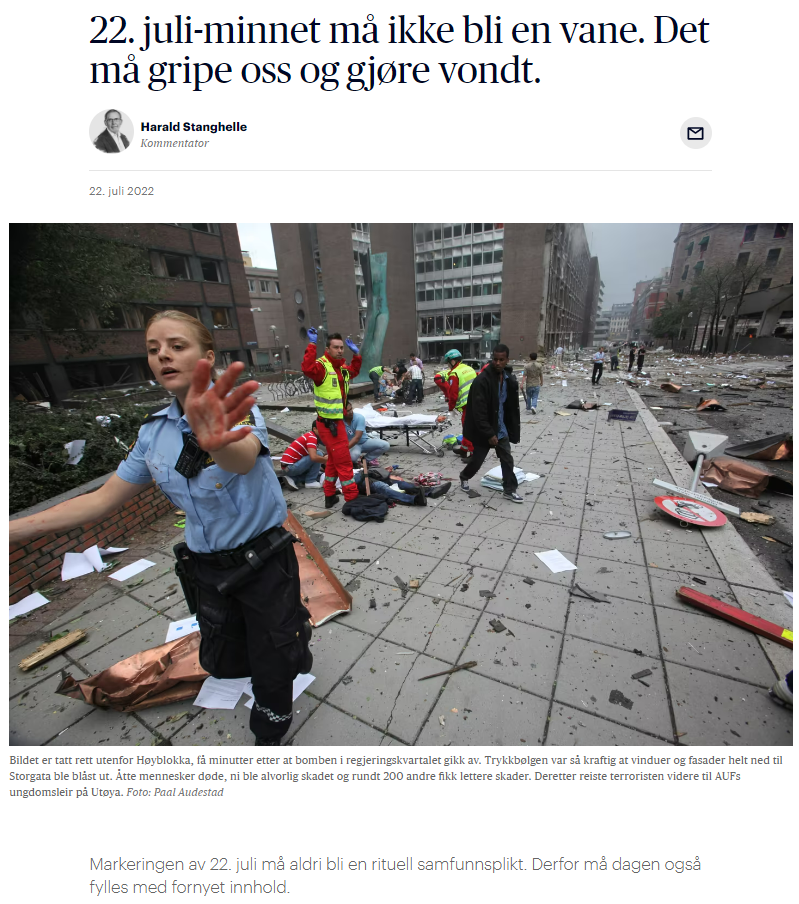 22. juli-minnet må ikke bli en vane. Det
må gripe oss og gjøre vondt.
Harald Stanghelle
Kommentator
22. juli 2022
Bildet er tatt rett utenfor Høyblokka, få minutter etter at bomben i regjeringskvartalet gikk av. Trykkbølgen var så kraftig at vinduer og fasader helt ned til
Storgata ble blåst ut. Åtte mennesker døde, ni ble alvorlig skadet og rundt 200 andre fikk lettere skader. Deretter reiste terroristen videre til AUFs
ungdomsleir på Utøya. Foto: Paal Audestad
Markeringen av 22. juli må aldri bli en rituell samfunnsplikt. Derfor må dagen også
fylles med fornyet innhold.